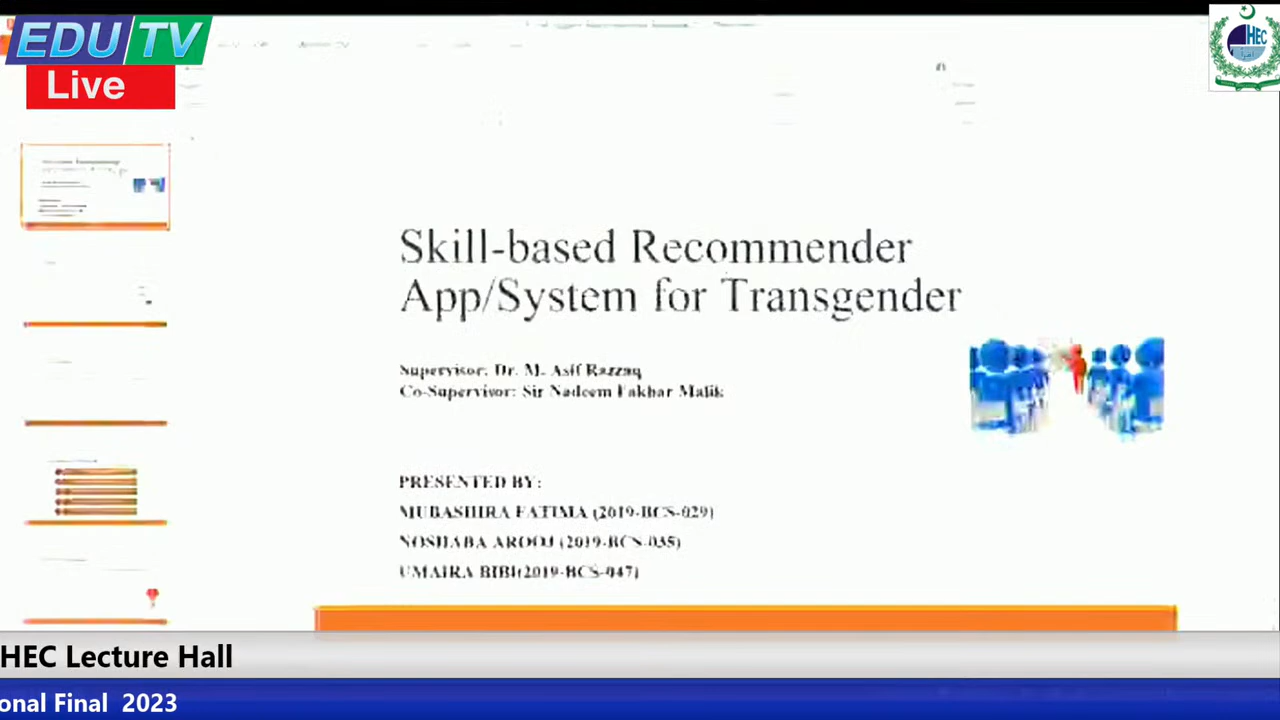 EDU TV
Live
HEC
Skill-based Recommender
App/System for Transgender
Supervisor: Dr. M. Asif Razzaq
Co-Supervisor: Sir Nadeem Fakhar Malik
PRESENTED BY:
MUBASHIRA FATIMA (2019-BCS-029)
NOSHABA AROOJ (2019-BCS-035)
UMAIRA BIBI(2019-BCS-047)
HEC Lecture Hall
onal Final 2023